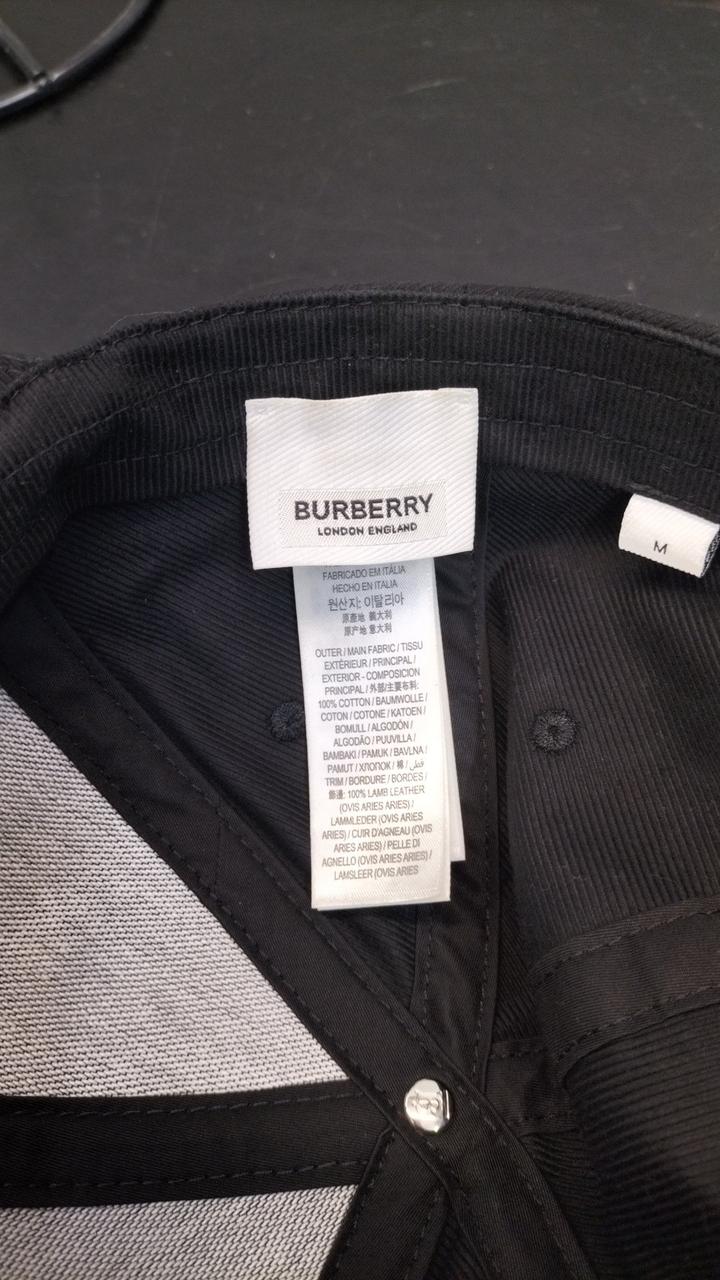 BURBERRY
LONDON ENGLAND
M
FABRICADO EM ITÁLIA
HECHO EN ITALIA
원산지: 이탈리아
原產地 義大利
原产地 意大利
OUTER / MAIN FABRIC / TISSU
EXTÉRIEUR / PRINCIPAL /
EXTERIOR - COMPOSICION
PRINCIPAL / 外部/主要布料:
100% COTTON / BAUMWOLLE /
COTON / COTONE / KATOEN /
BOMULL / ALGODÓN /
ALGODÃO / PUUVILLA /
BAMBAKI / PAMUK / BAVLNA /
PAMUT / ХЛОПОК / 棉 / قطن /
TRIM / BORDURE / BORDES /
飾邊: 100% LAMB LEATHER
(OVIS ARIES ARIES) /
LAMMLEDER (OVIS ARIES
ARIES) / CUIR D'AGNEAU (OVIS
ARIES ARIES) / PELLE DI
AGNELLO (OVIS ARIES ARIES) /
LAMSLEER (OVIS ARIES